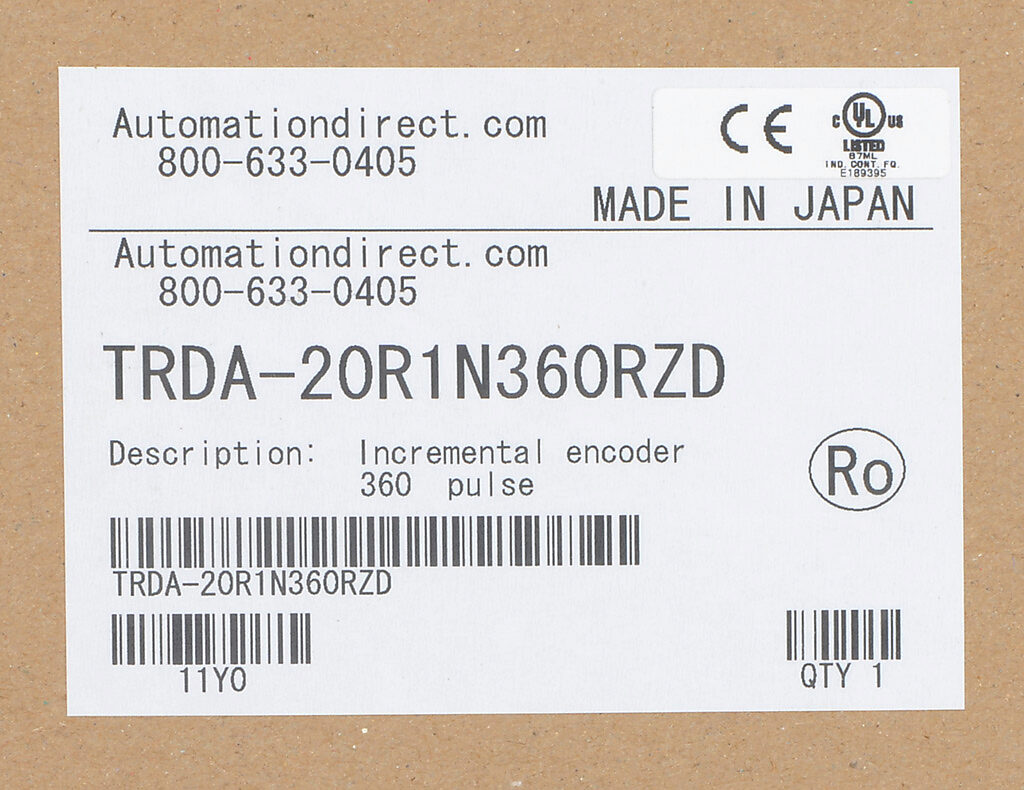 Automationdirect.com
800-633-0405
CE
c UL US
LISTED
87ML
IND. CONT. EQ.
E189395
MADE IN JAPAN
Automationdirect.com
800-633-0405
TRDA-20R1N360RZD
Description: Incremental encoder
360 pulse
Ro
TRDA-20R1N360RZD
11Y0
QTY 1